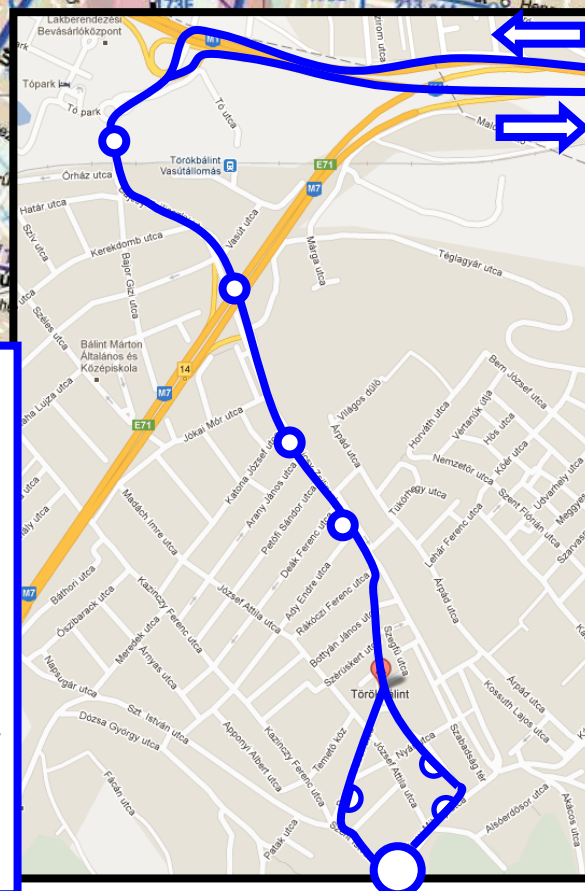 Lakberendezési
Bevásárlóközpont
M1
Tópark
Tó park
Tó utca
Törökbálint
Vasútállomás
E71
M7
Őrház utca
Határ utca
Szív utca
Kerekdomb utca
Vasút utca
Bajor Gizi utca
Márga utca
Téglagyár utca
Széles utca
Bálint Márton
Általános és
Középiskola
14
M7
E71
Jókai Mór utca
Világos dűlő
Árpád utca
Bem József utca
Horváth utca
Vértanúk útja
Hős utca
Kőér utca
Nemzetőr utca
Udvarhely utca
Szent Flórián utca
Tükörhegy utca
Katona József
Arany János utca
Petőfi Sándor utca
Deák Ferenc utca
Lehár Ferenc utca
Madách Imre utca
Ady Endre utca
Rákóczi Ferenc utca
Árpád utca
M7
Báthori utca
Őszibarack utca
Kazinczy Ferenc utca
József Attila utca
Meredek utca
Árnyas utca
Bottyán János
Szérűskert
Szegfű utca
Törökbálint
Napsugár utca
Dózsa György utca
Szt. István utca
Apponyi Albert utca
Kazinczy Ferenc utca
Temető köz
József Attila utca
Árpád utca
Kossuth Lajos utca
Szabadság tér
Fácán utca
Patak utca
Alsóerdősor utca
Akácos utca